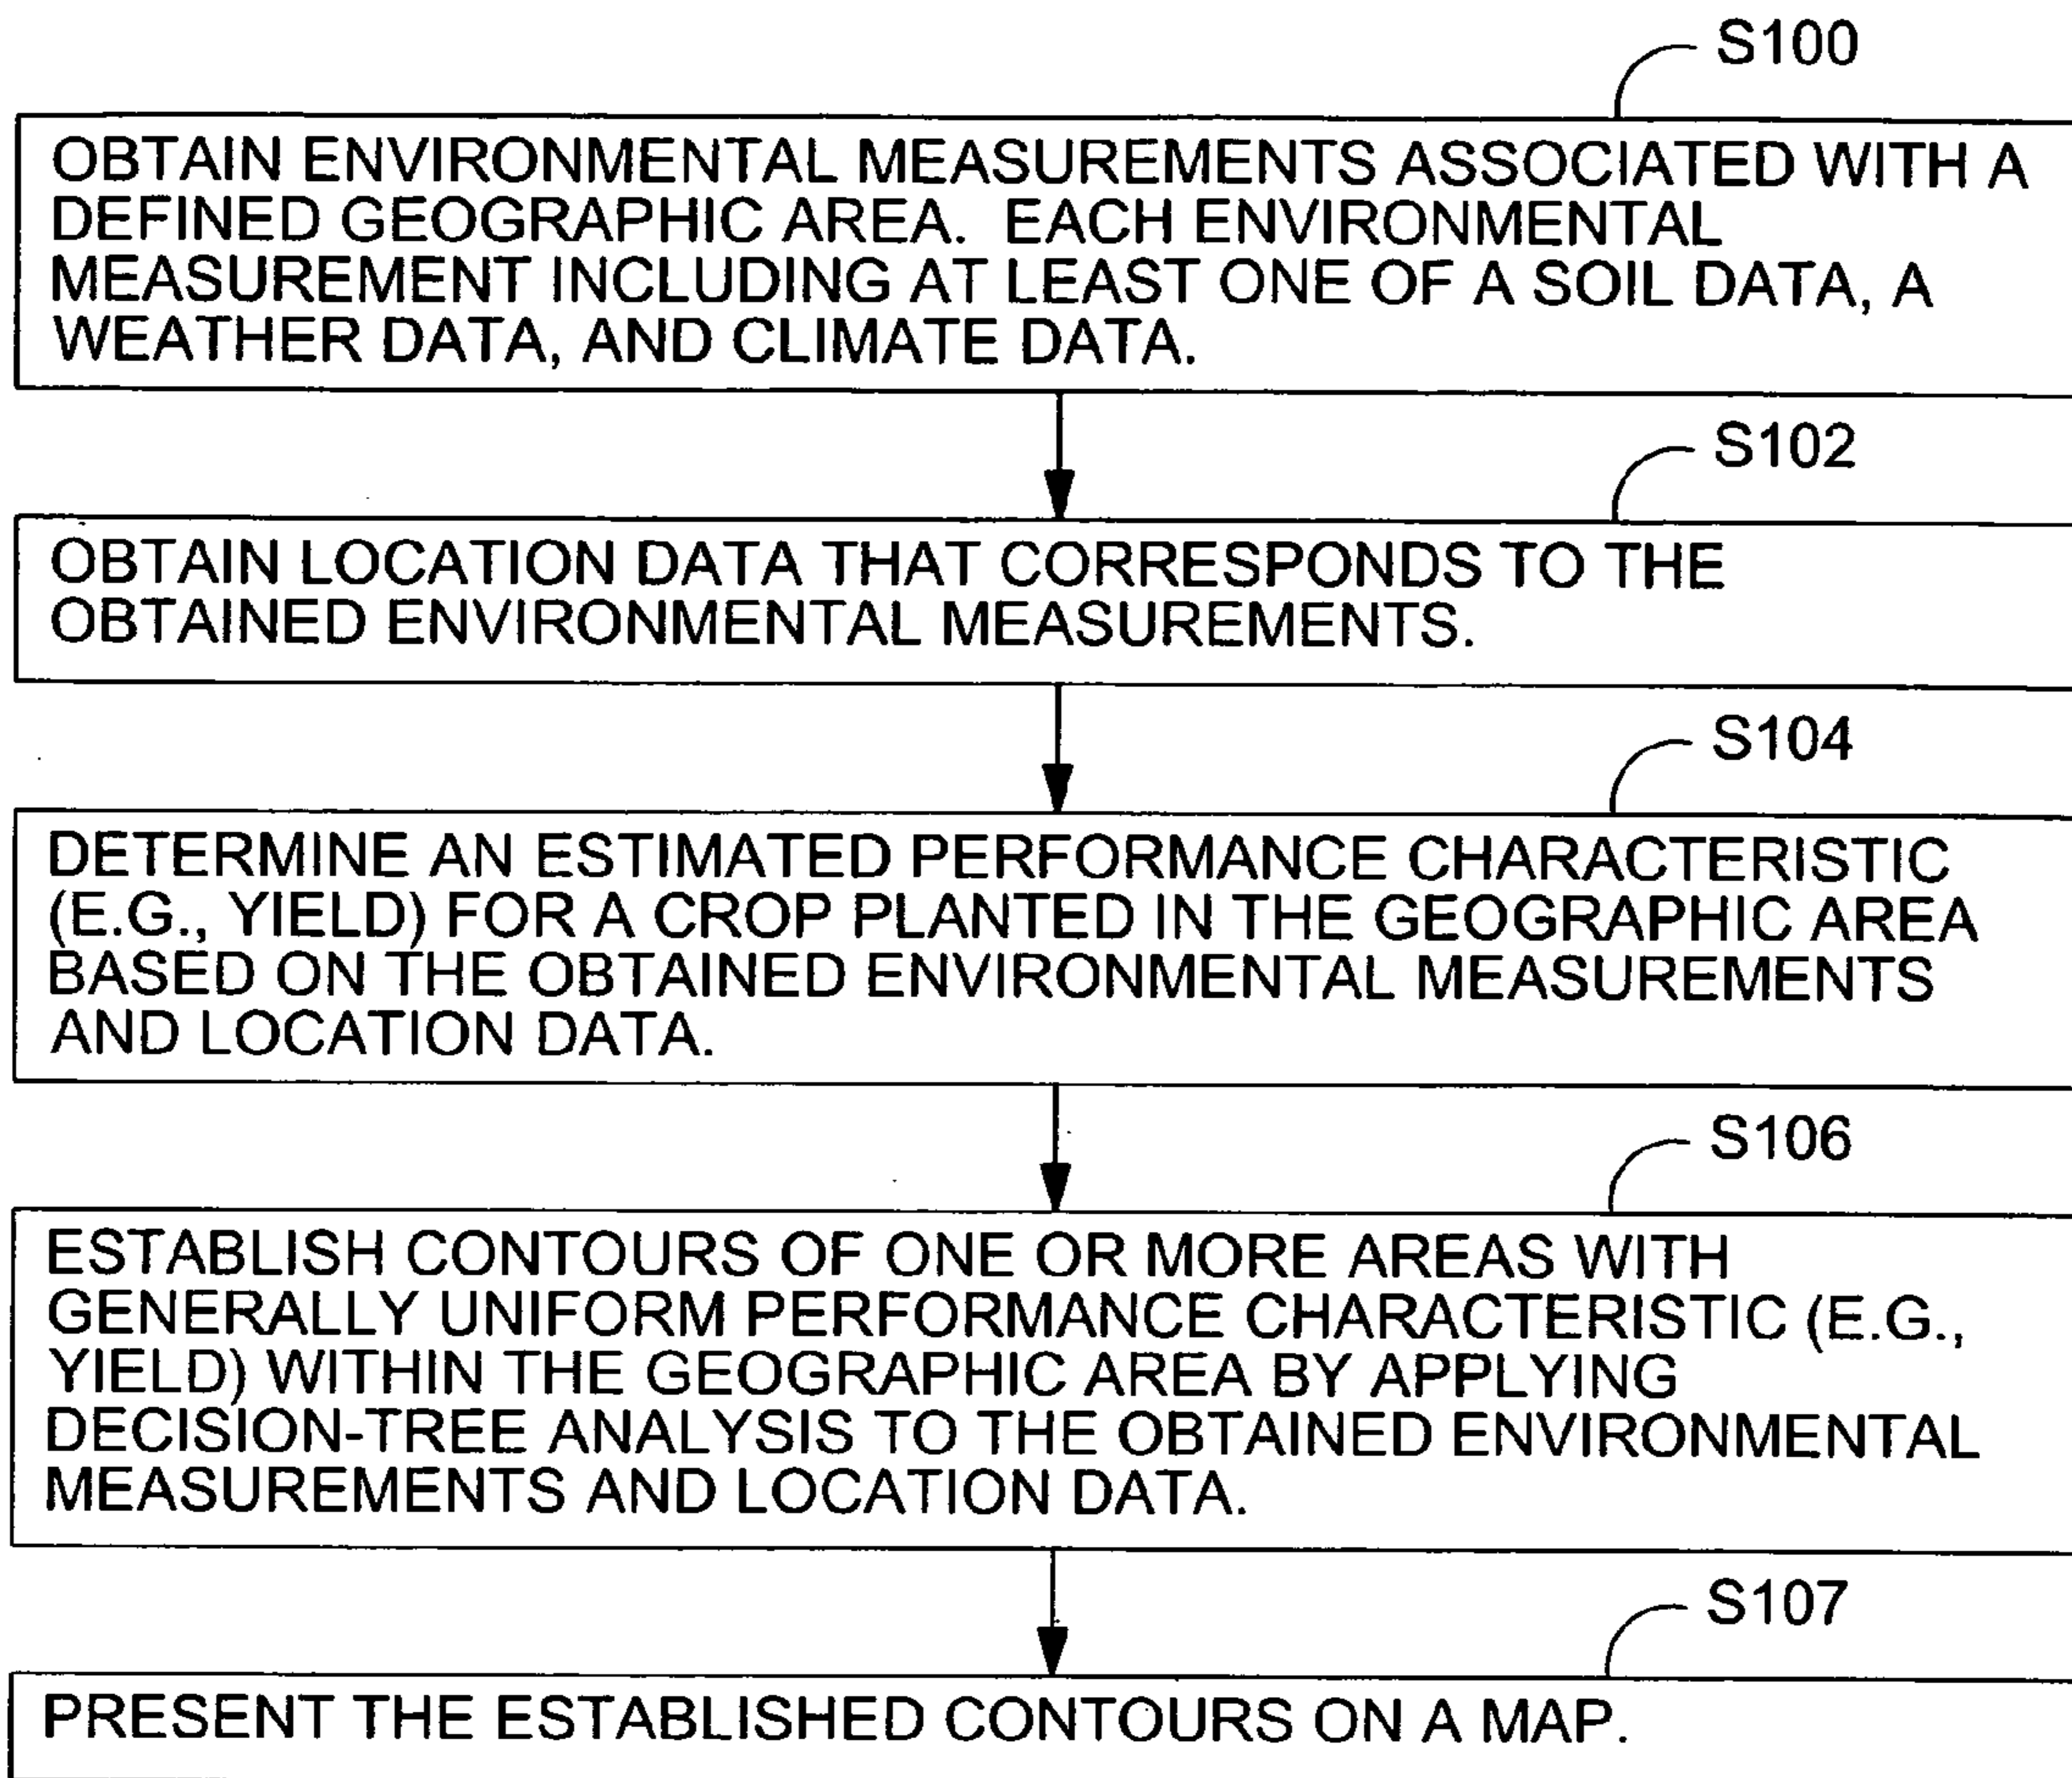 S100
OBTAIN ENVIRONMENTAL MEASUREMENTS ASSOCIATED WITH A
DEFINED GEOGRAPHIC AREA. EACH ENVIRONMENTAL
MEASUREMENT INCLUDING AT LEAST ONE OF A SOIL DATA, A
WEATHER DATA, AND CLIMATE DATA.
S102
OBTAIN LOCATION DATA THAT CORRESPONDS TO THE
OBTAINED ENVIRONMENTAL MEASUREMENTS.
S104
DETERMINE AN ESTIMATED PERFORMANCE CHARACTERISTIC
(E.G., YIELD) FOR A CROP PLANTED IN THE GEOGRAPHIC AREA
BASED ON THE OBTAINED ENVIRONMENTAL MEASUREMENTS
AND LOCATION DATA.
S106
ESTABLISH CONTOURS OF ONE OR MORE AREAS WITH
GENERALLY UNIFORM PERFORMANCE CHARACTERISTIC (E.G.,
YIELD) WITHIN THE GEOGRAPHIC AREA BY APPLYING
DECISION-TREE ANALYSIS TO THE OBTAINED ENVIRONMENTAL
MEASUREMENTS AND LOCATION DATA.
S107
PRESENT THE ESTABLISHED CONTOURS ON A MAP.